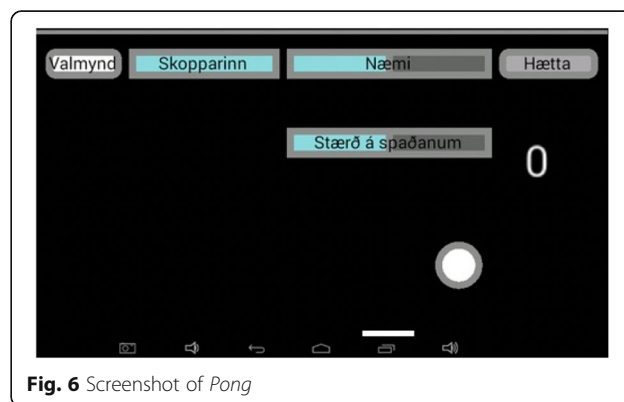 Valmynd Skopparinn Næmi Hætta
Stærð á spaðanum
0
Fig. 6 Screenshot of Pong